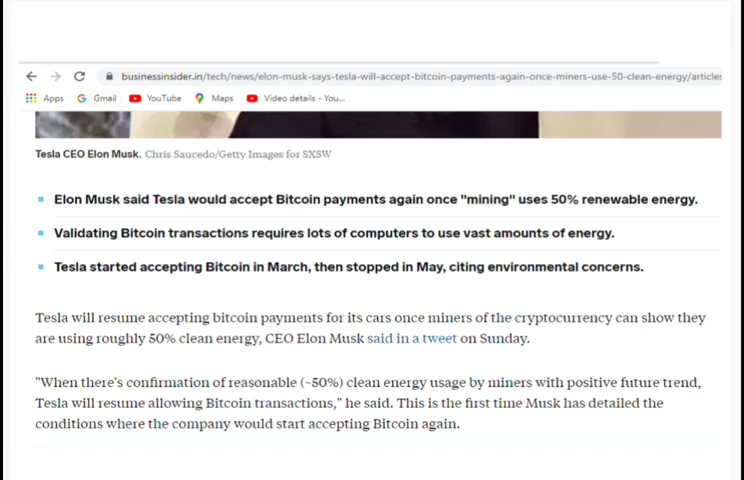 businessinsider.in/tech/news/elon-musk-says-tesla-will-accept-bitcoin-payments-again-once-miners-use-50-clean-energy/articles
Apps Gmail YouTube Maps Video details - You...
Tesla CEO Elon Musk. Chris Saucedo/Getty Images for SXSW
Elon Musk said Tesla would accept Bitcoin payments again once "mining" uses 50% renewable energy.
Validating Bitcoin transactions requires lots of computers to use vast amounts of energy.
Tesla started accepting Bitcoin in March, then stopped in May, citing environmental concerns.
Tesla will resume accepting bitcoin payments for its cars once miners of the cryptocurrency can show they
are using roughly 50% clean energy, CEO Elon Musk said in a tweet on Sunday.
"When there's confirmation of reasonable (~50%) clean energy usage by miners with positive future trend,
Tesla will resume allowing Bitcoin transactions," he said. This is the first time Musk has detailed the
conditions where the company would start accepting Bitcoin again.